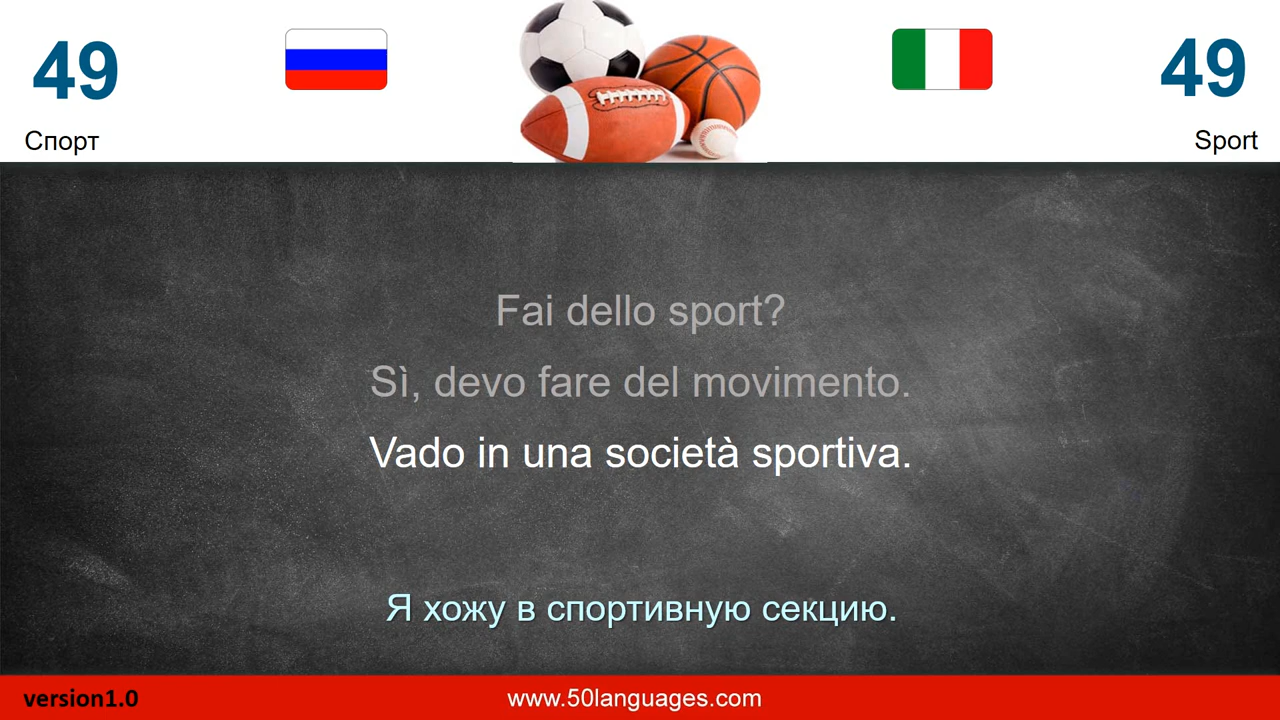 49
49
Спорт
Sport
Fai dello sport?
Sì, devo fare del movimento.
Vado in una società sportiva.
Я хожу в спортивную секцию.
version1.0
www.50languages.com